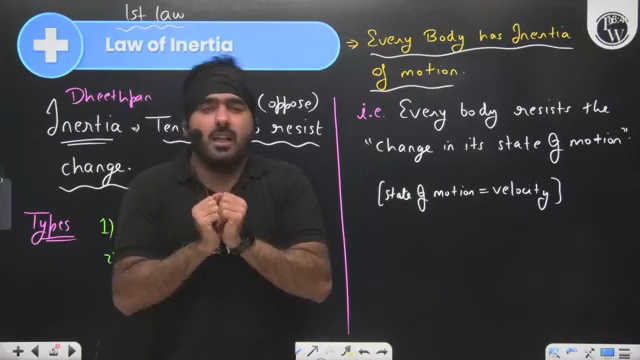 1st law
Law of Inertia
Dheethpan
(oppose)
Inertia → Ten resist
change.
Types 1)
→ Every Body has Inertia
of motion.
i.e. Every body resists the
"change in its state of motion".
[state of motion = velocity]